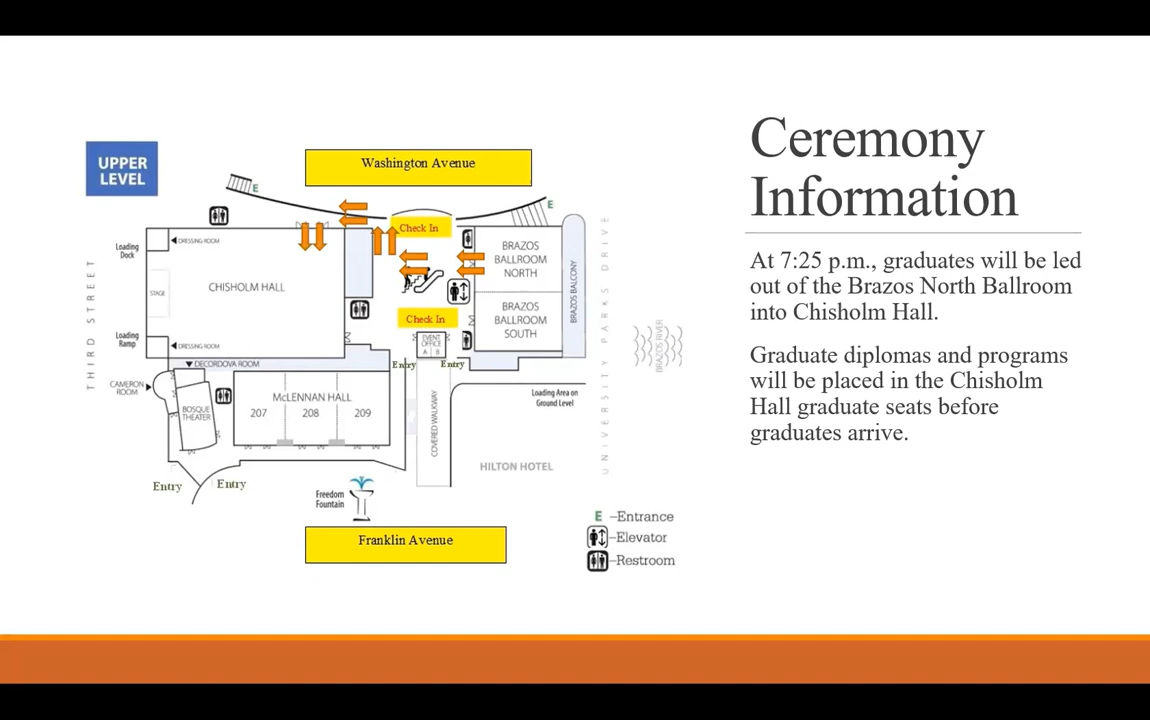 UPPER
LEVEL
Washington Avenue
E
E
Check In
Loading
Dock
DRESSING ROOM
BRAZOS
BALLROOM
NORTH
STAGE
CHISHOLM HALL
THIRD STREET
BRAZOS
BALLROOM
SOUTH
BRAZOS BALCONY
UNIVERSITY PARKS DRIVE
BRAZOS RIVER
Check In
Loading
Ramp
DRESSING ROOM
EVENT
OFFICE
A B
DECORDOVA ROOM
Entry
Entry
CAMERON
ROOM
BOSQUE
THEATER
McLENNAN HALL
207 208 209
COVERED WALKWAY
Loading Area on
Ground Level
HILTON HOTEL
Entry
Entry
Freedom
Fountain
Franklin Avenue
E -Entrance
-Elevator
-Restroom
Ceremony
Information
At 7:25 p.m., graduates will be led
out of the Brazos North Ballroom
into Chisholm Hall.
Graduate diplomas and programs
will be placed in the Chisholm
Hall graduate seats before
graduates arrive.